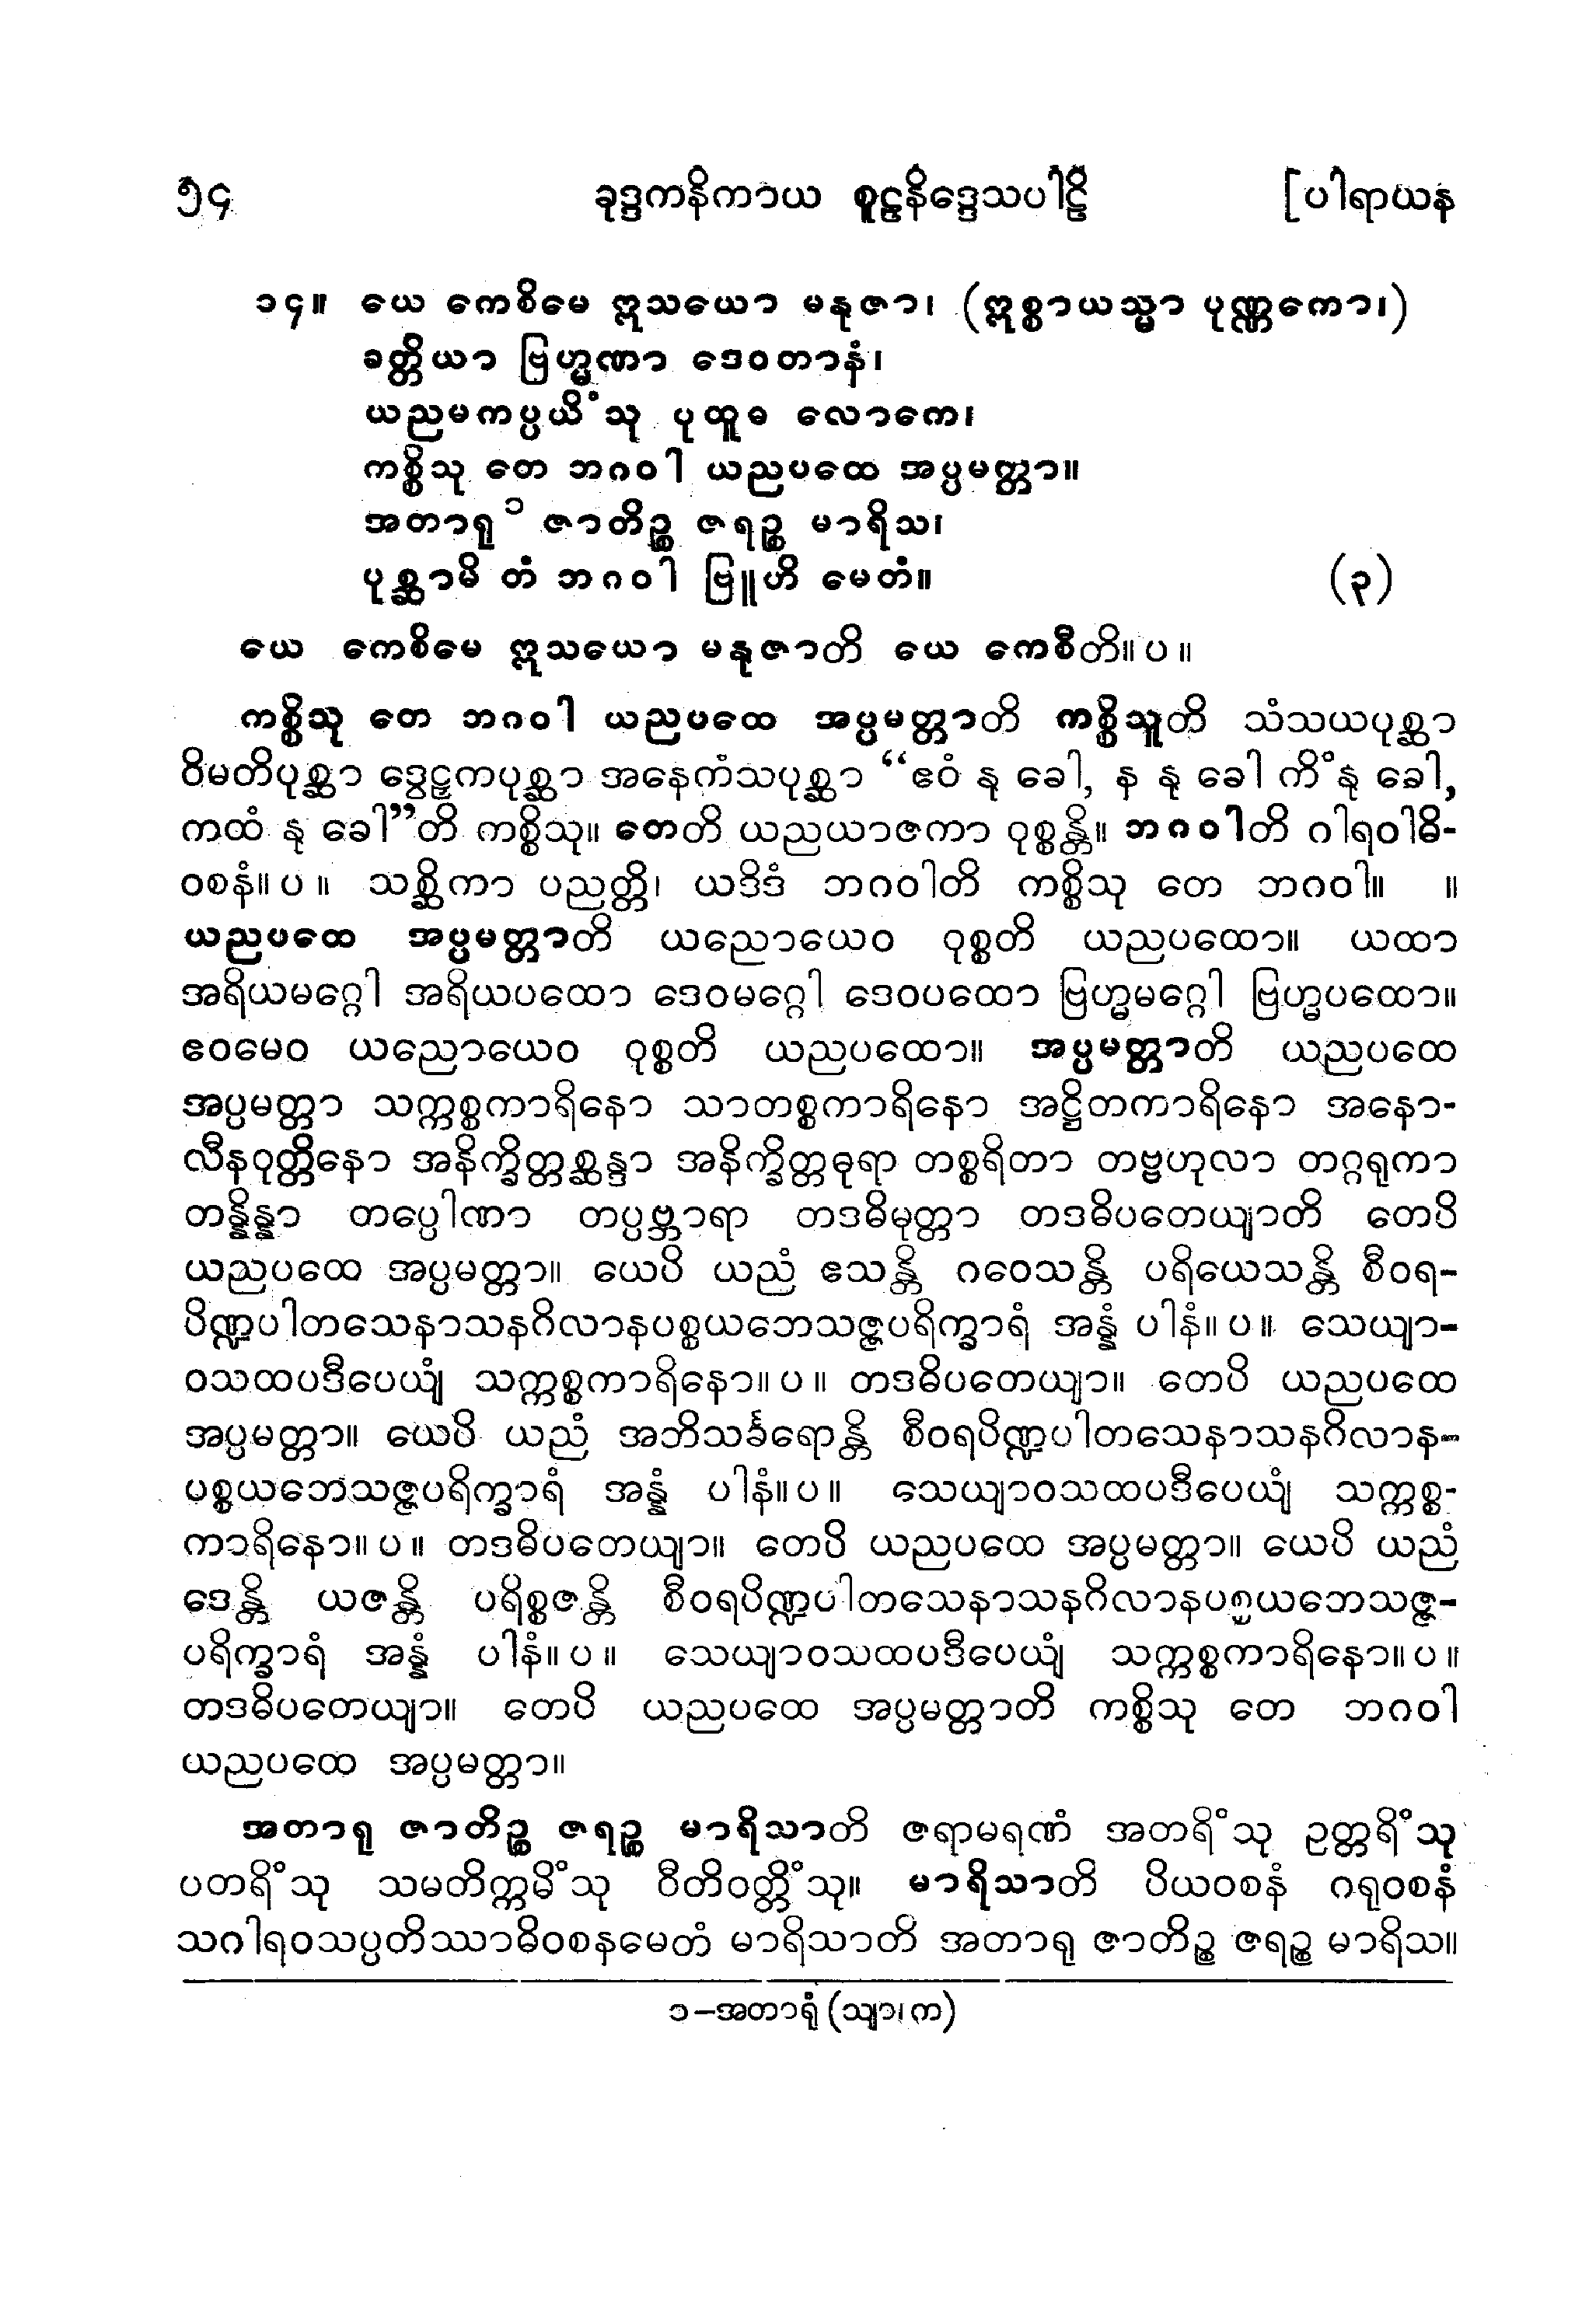 ၅၄ ခုဒ္ဒကနိကာယ စူဠနိဒ္ဒေသပါဠိ [ပါရာယန
၁၄။ ယေ ကေစိမေ ဣသယော မနုဇာ၊ (ဣစ္စာယသ္မာ ပုဏ္ဏကော၊)
ခတ္တိယာ ဗြာဟ္မဏာ ဒေဝတာနံ၊
ယညမကပ္ပယိံသု ပုထူဓ လောကေ၊
ကစ္စိသု တေ ဘဂဝါ ယညပထေ အပ္ပမတ္တာ။
အတာရု ၁ ဇာတိဉ္စ ဇရဉ္စ မာရိသ၊
ပုစ္ဆာမိ တံ ဘဂဝါ ဗြူဟိ မေတံ။ (၃)
ယေ ကေစိမေ ဣသယော မနုဇာတိ ယေ ကေစီတိ။ ပ ။
ကစ္စိသု တေ ဘဂဝါ ယညပထေ အပ္ပမတ္တာတိ ကစ္စိသူတိ သံသယပုစ္ဆာ
ဝိမတိပုစ္ဆာ ဒွေဠှကပုစ္ဆာ အနေကံသပုစ္ဆာ “ဧဝံ နု ခေါ, န နု ခေါ ကိံ နု ခေါ,
ကထံ နု ခေါ”တိ ကစ္စိသု။ တေတိ ယညယာဇကာ ဝုစ္စန္တိ။ ဘဂဝါတိ ဂါရဝါဓိ-
ဝစနံ။ ပ ။ သစ္ဆိကာ ပညတ္တိ၊ ယဒိဒံ ဘဂဝါတိ ကစ္စိသု တေ ဘဂဝါ။ ။
ယညပထေ အပ္ပမတ္တာတိ ယညောယေဝ ဝုစ္စတိ ယညပထော။ ယထာ
အရိယမဂ္ဂေါ အရိယပထော ဒေဝမဂ္ဂေါ ဒေဝပထော ဗြဟ္မမဂ္ဂေါ ဗြဟ္မပထော။
ဧဝမေဝ ယညောယေဝ ဝုစ္စတိ ယညပထော။ အပ္ပမတ္တာတိ ယညပထေ
အပ္ပမတ္တာ သက္ကစ္စကာရိနော သာတစ္စကာရိနော အဋ္ဌိတကာရိနော အနော-
လီနဝုတ္တိနော အနိက္ခိတ္တစ္ဆန္ဒာ အနိက္ခိတ္တဓုရာ တစ္စရိတာ တဗ္ဗဟုလာ တဂ္ဂရုကာ
တန္နိန္နာ တပ္ပေါဏာ တပ္ပဗ္ဘာရာ တဒဓိမုတ္တာ တဒဓိပတေယျာတိ တေပိ
ယညပထေ အပ္ပမတ္တာ။ ယေပိ ယညံ ဧသန္တိ ဂဝေသန္တိ ပရိယေသန္တိ စီဝရ-
ပိဏ္ဍပါတသေနာသနဂိလာနပစ္စယဘေသဇ္ဇပရိက္ခာရံ အန္နံ ပါနံ။ ပ ။ သေယျာ-
ဝသထပဒီပေယျံ သက္ကစ္စကာရိနော။ ပ ။ တဒဓိပတေယျာ။ တေပိ ယညပထေ
အပ္ပမတ္တာ။ ယေပိ ယညံ အဘိသင်္ခရောန္တိ စီဝရပိဏ္ဍပါတသေနာသနဂိလာန-
ပစ္စယဘေသဇ္ဇပရိက္ခာရံ အန္နံ ပါနံ။ ပ ။ သေယျာဝသထပဒီပေယျံ သက္ကစ္စ-
ကာရိနော။ ပ ။ တဒဓိပတေယျာ။ တေပိ ယညပထေ အပ္ပမတ္တာ။ ယေပိ ယညံ
ဒေန္တိ ယဇန္တိ ပရိစ္စဇန္တိ စီဝရပိဏ္ဍပါတသေနာသနဂိလာနပစ္စယဘေသဇ္ဇ-
ပရိက္ခာရံ အန္နံ ပါနံ။ ပ ။ သေယျာဝသထပဒီပေယျံ သက္ကစ္စကာရိနော။ ပ ။
တဒဓိပတေယျာ။ တေပိ ယညပထေ အပ္ပမတ္တာတိ ကစ္စိသု တေ ဘဂဝါ
ယညပထေ အပ္ပမတ္တာ။
အတာရု ဇာတိဉ္စ ဇရဉ္စ မာရိသာတိ ဇရာမရဏံ အတရိံသု ဥတ္တရိံသု
ပတရိံသု သမတိက္ကမိံသု ဝီတိဝတ္တိံသု။ မာရိသာတိ ပိယဝစနံ ဂရုဝစနံ
သဂါရဝသပ္ပတိဿာဓိဝစနမေတံ မာရိသာတိ အတာရု ဇာတိဉ္စ ဇရဉ္စ မာရိသ။
၁-အတာရုံ (သျာ၊ က)